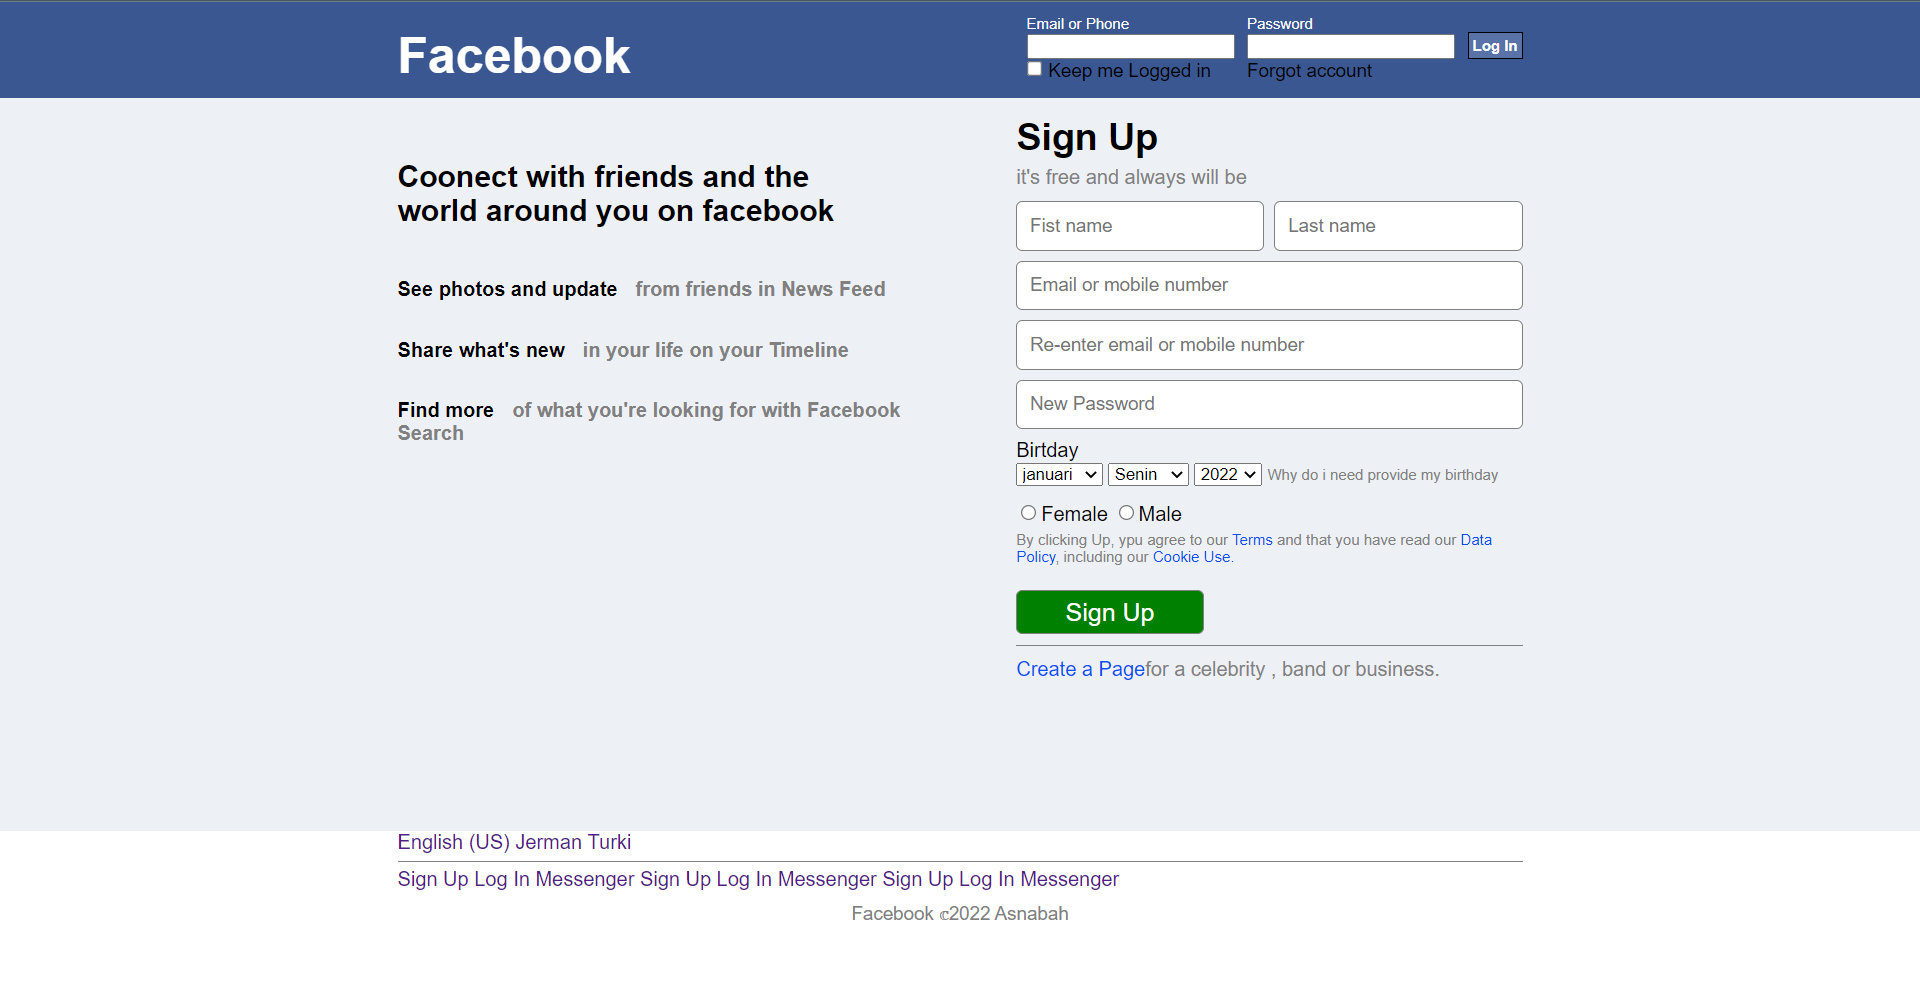 Facebook
Email or Phone
Password
Log In
Keep me Logged in
Forgot account
Coonect with friends and the
world around you on facebook
See photos and update from friends in News Feed
Share what's new in your life on your Timeline
Find more of what you're looking for with Facebook
Search
Sign Up
it's free and always will be
Fist name
Last name
Email or mobile number
Re-enter email or mobile number
New Password
Birtday
januari Senin 2022 Why do i need provide my birthday
Female Male
By clicking Up, ypu agree to our Terms and that you have read our Data
Policy, including our Cookie Use.
Sign Up
Create a Pagefor a celebrity , band or business.
English (US) Jerman Turki
Sign Up Log In Messenger Sign Up Log In Messenger Sign Up Log In Messenger
Facebook ©2022 Asnabah